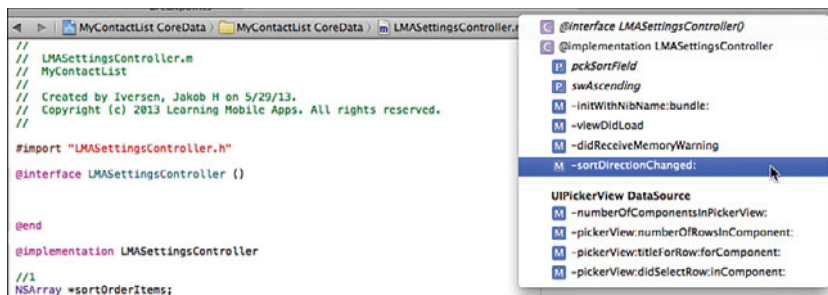 MyContactList CoreData
MyContactList CoreData
LMASettingsController.
//
// LMASettingsController.m
// MyContactList
//
// Created by Iversen, Jakob H on 5/29/13.
// Copyright (c) 2013 Learning Mobile Apps. All rights reserved.
//
#import "LMASettingsController.h"
@interface LMASettingsController ()
@end
@implementation LMASettingsController
//1
NSArray *sortOrderItems;
C @interface LMASettingsController()
C @implementation LMASettingsController
P pckSortField
P swAscending
M -initWithNibName:bundle:
M -viewDidLoad
M -didReceiveMemoryWarning
M -sortDirectionChanged:
UIPickerView DataSource
M -numberOfComponentsInPickerView:
M -pickerView:numberOfRowsInComponent:
M -pickerView:titleForRow:forComponent:
M -pickerView:didSelectRow:inComponent: